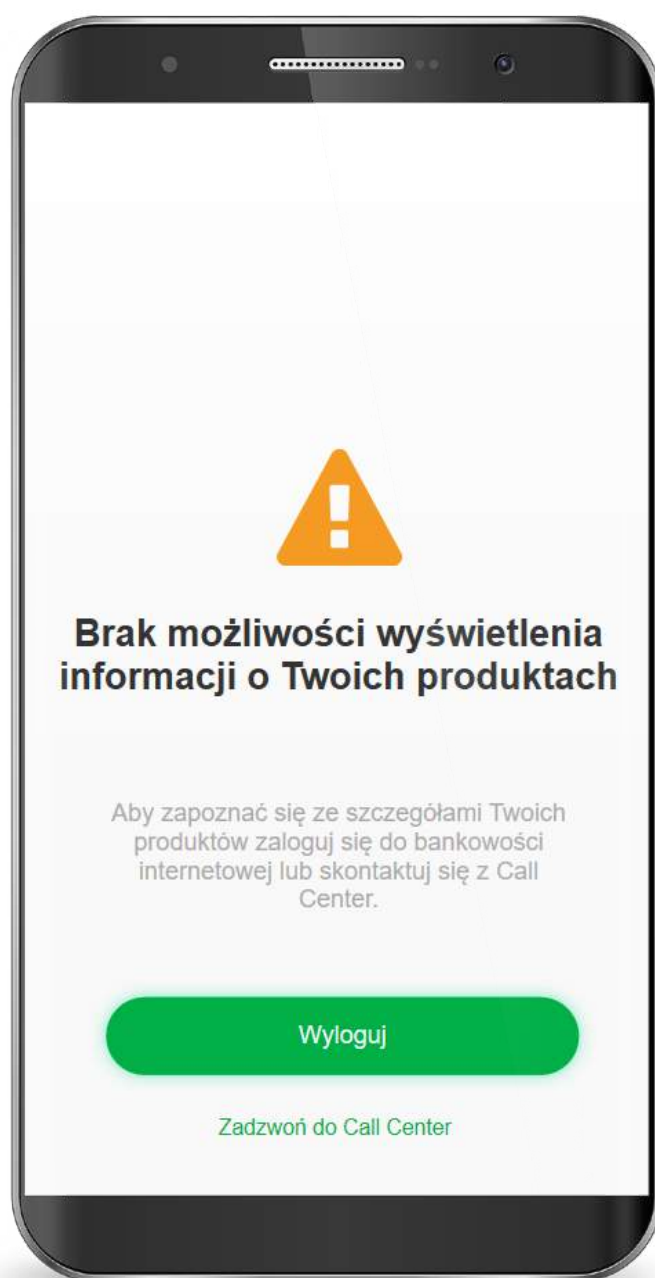 Brak możliwości wyświetlenia
informacji o Twoich produktach
Aby zapoznać się ze szczegółami Twoich
produktów zaloguj się do bankowości
internetowej lub skontaktuj się z Call
Center.
Wyloguj
Zadzwoń do Call Center